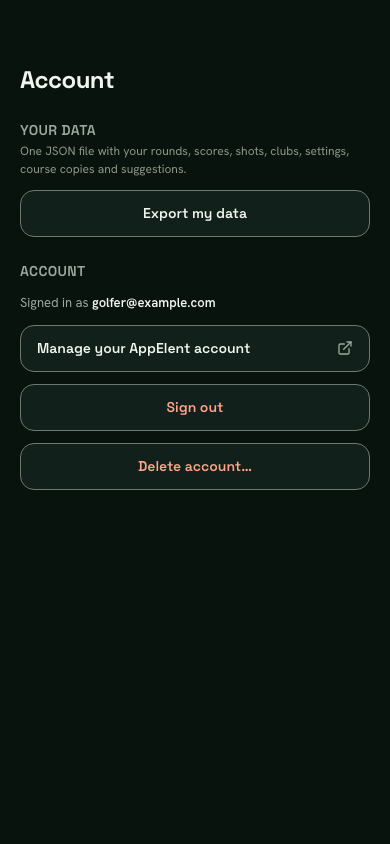 Account
YOUR DATA
One JSON file with your rounds, scores, shots, clubs, settings,
course copies and suggestions.
Export my data
ACCOUNT
Signed in as golfer@example.com
Manage your AppElent account
Sign out
Delete account...